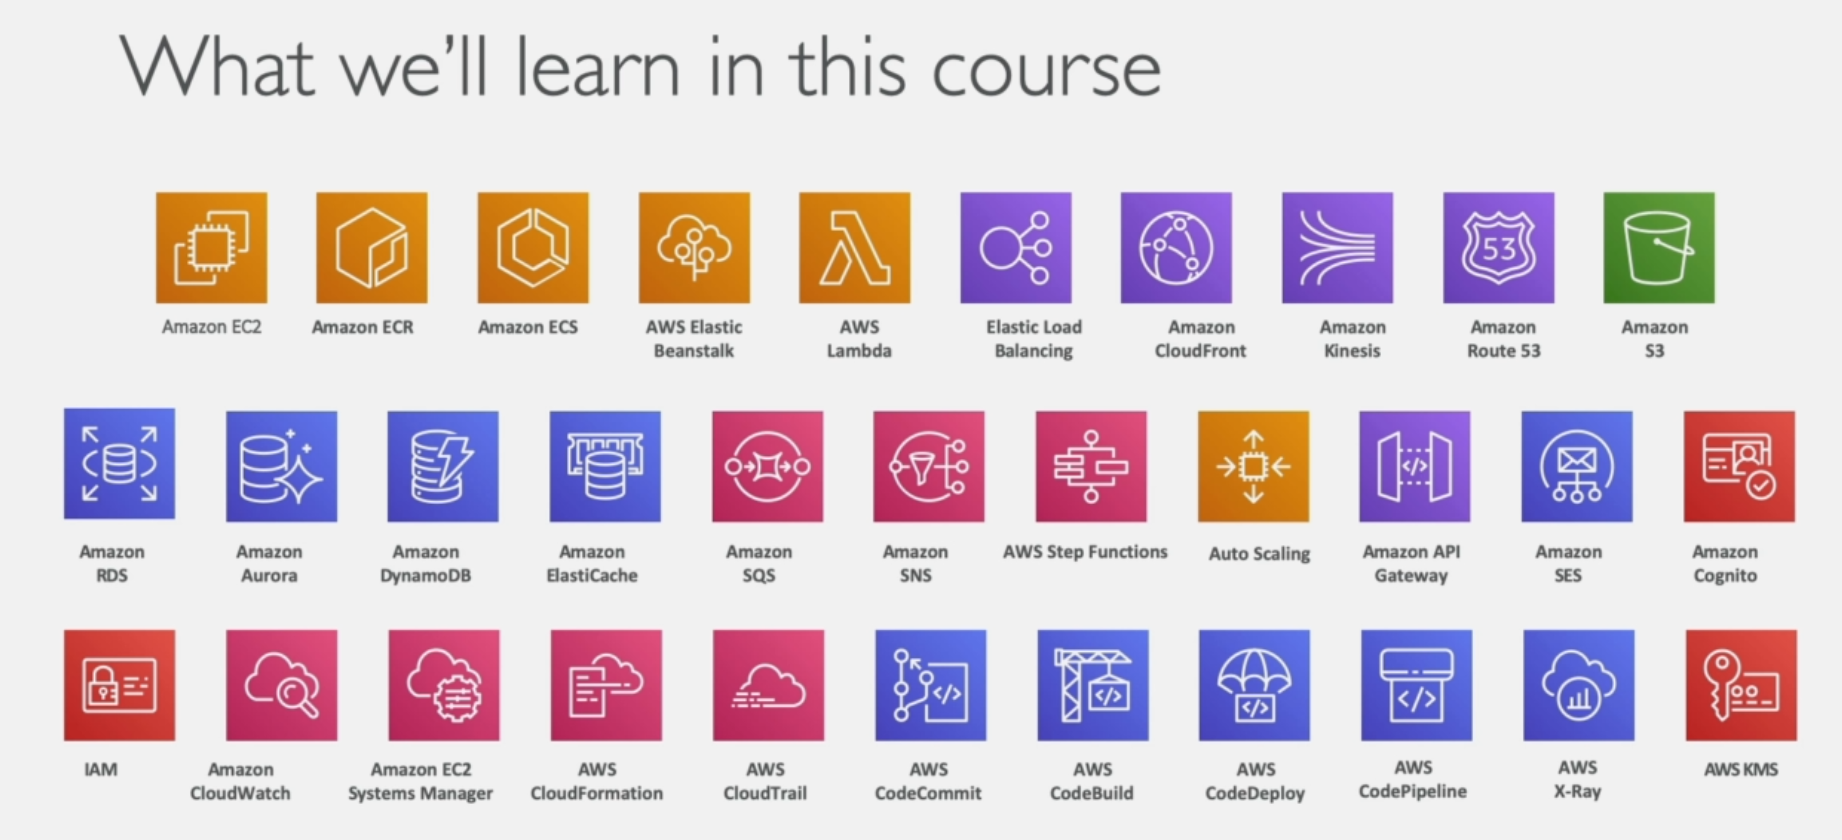 What we'll learn in this course
53
Amazon EC2
Amazon ECR
Amazon ECS
AWS Elastic
Beanstalk
AWS
Lambda
Elastic Load
Balancing
Amazon
CloudFront
Amazon
Kinesis
Amazon
Route 53
Amazon
S3
</>
Amazon
RDS
Amazon
Aurora
Amazon
DynamoDB
Amazon
ElastiCache
Amazon
SQS
Amazon
SNS
AWS Step Functions
Auto Scaling
Amazon API
Gateway
Amazon
SES
Amazon
Cognito
</>
</>
</>
</>
IAM
Amazon
CloudWatch
Amazon EC2
Systems Manager
AWS
CloudFormation
AWS
CloudTrail
AWS
CodeCommit
AWS
CodeBuild
AWS
CodeDeploy
AWS
CodePipeline
AWS
X-Ray
AWS KMS